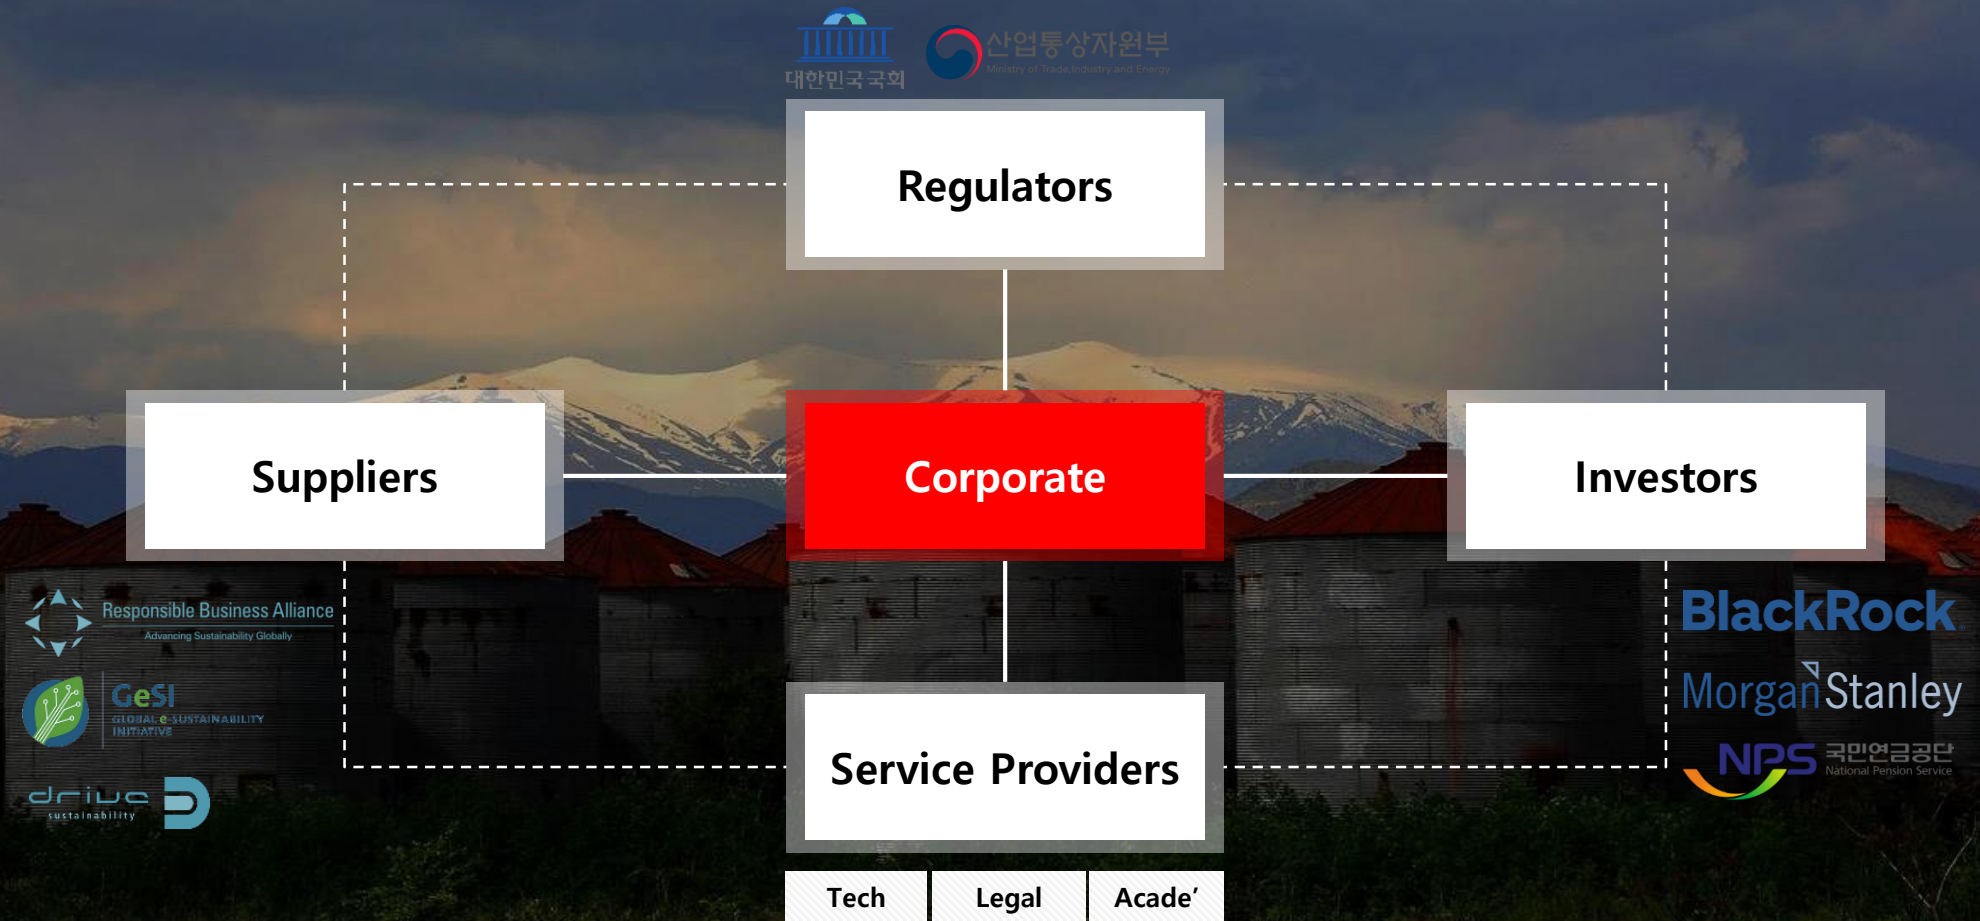 대한민국국회
산업통상자원부
Ministry of Trade, Industry and Energy
Regulators
Suppliers
Corporate
Investors
Responsible Business Alliance
Advancing Sustainability Globally
GeSI
GLOBAL e-SUSTAINABILITY
INITIATIVE
drive
sustainability
BlackRock.
Morgan Stanley
NPS 국민연금공단
National Pension Service
Service Providers
Tech
Legal
Acade’